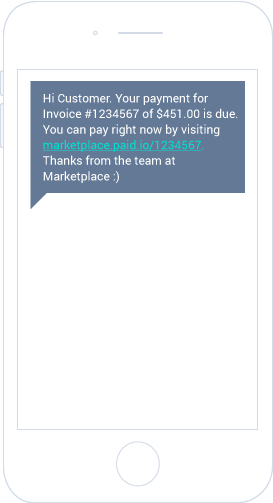 Hi Customer. Your payment for
Invoice #1234567 of $451.00 is due.
You can pay right now by visiting
marketplace.paid.io/1234567.
Thanks from the team at
Marketplace :)